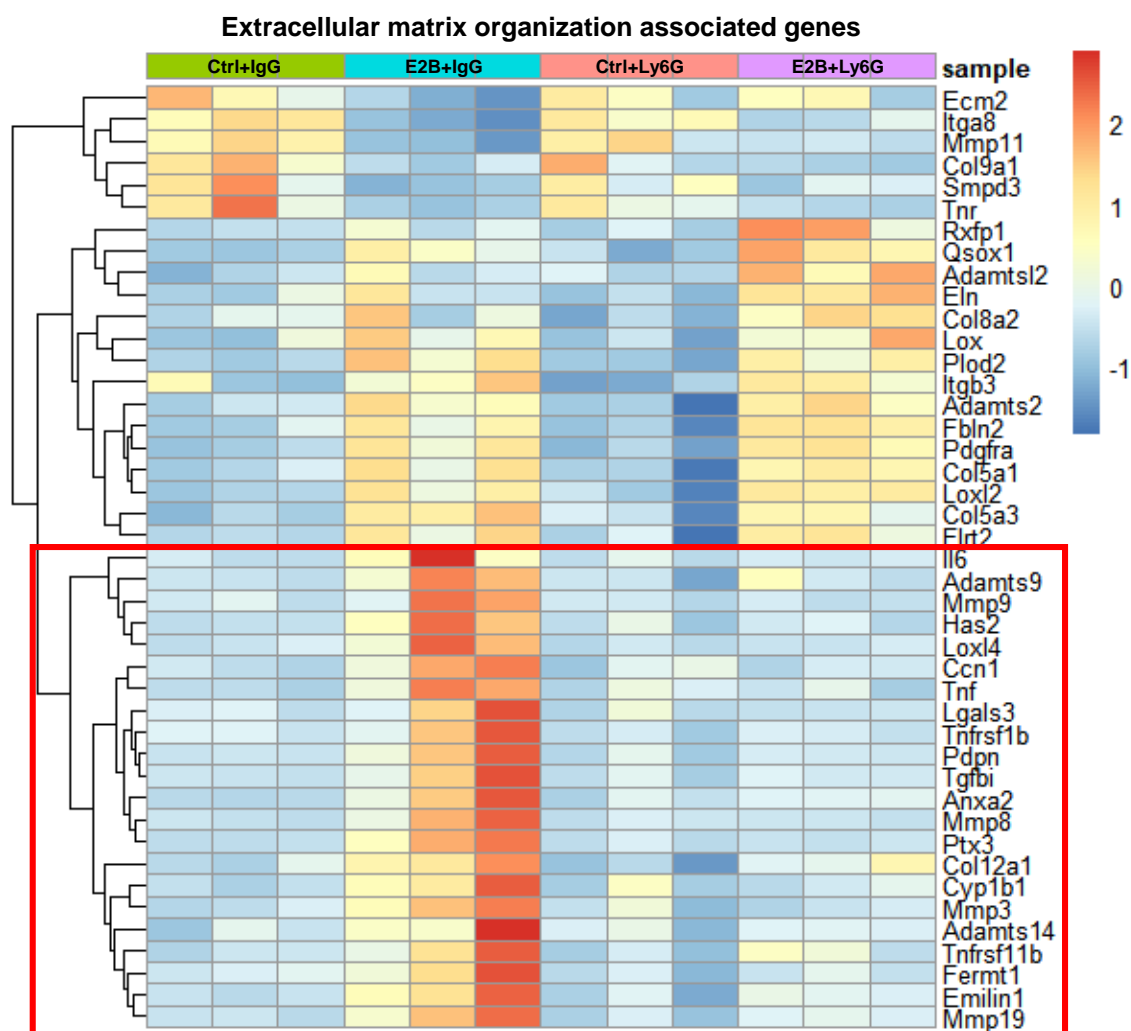 Extracellular matrix organization associated genes
Ctrl+IgG E2B+IgG Ctrl+Ly6G E2B+Ly6G sample
Ecm2
Itga8
Mmp11
Col9a1
Smpd3
Tnr
Rxfp1
Qsox1
Adamtsl2
Eln
Col8a2
Lox
Plod2
Itgb3
Adamts2
Fbln2
Pdgfra
Col5a1
Loxl2
Col5a3
Flrt2
Il6
Adamts9
Mmp9
Has2
Loxl4
Ccn1
Tnf
Lgals3
Tnfrsf1b
Pdpn
Tgfbi
Anxa2
Mmp8
Ptx3
Col12a1
Cyp1b1
Mmp3
Adamts14
Tnfrsf11b
Fermt1
Emilin1
Mmp19
2
1
0
-1